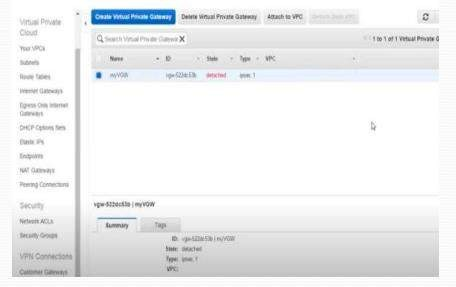 Virtual Private
Cloud
Your VPCs
Subnets
Route Tables
Internet Gateways
Egress Only Internet
Gateways
DHCP Options Sets
Elastic IPs
Endpoints
NAT Gateways
Peering Connections
Security
Network ACLs
Security Groups
VPN Connections
Customer Gateways
Create Virtual Private Gateway Delete Virtual Private Gateway Attach to VPC Detach from VPC
Search Virtual Private Gatewa X 1 to 1 of 1 Virtual Private G
Name ID State Type VPC
myVGW vgw-522dc53b detached ipsec.1
vgw-522dc53b | myVGW
Summary Tags
ID: vgw-522dc53b | myVGW
State: detached
Type: ipsec.1
VPC: